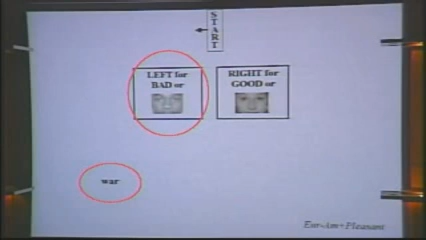 START
LEFT for
BAD or
RIGHT for
GOOD or
war
Eur-Am+Pleasant